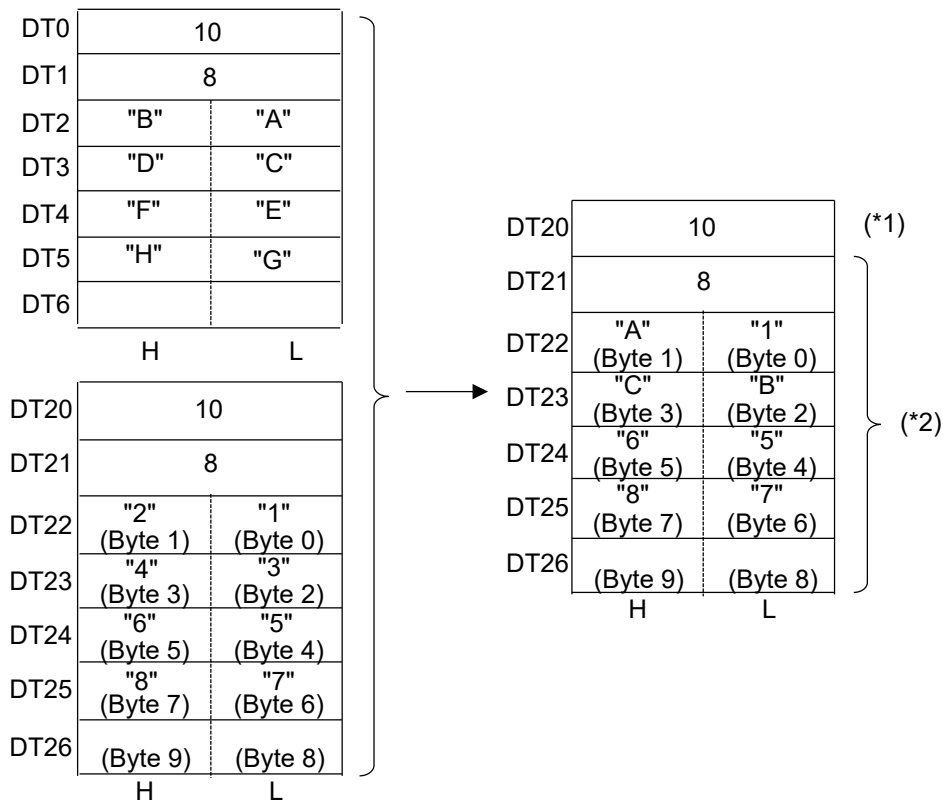 DT0 10
DT1 8
DT2 "B" "A"
DT3 "D" "C"
DT4 "F" "E"
DT5 "H" "G"
DT6
H L
DT20 10
DT21 8
DT22 "2" "1"
(Byte 1) (Byte 0)
DT23 "4" "3"
(Byte 3) (Byte 2)
DT24 "6" "5"
(Byte 5) (Byte 4)
DT25 "8" "7"
(Byte 7) (Byte 6)
DT26
(Byte 9) (Byte 8)
H L
DT20 10 (*1)
DT21 8
DT22 "A" "1"
(Byte 1) (Byte 0)
DT23 "C" "B"
(Byte 3) (Byte 2)
(*2)
DT24 "6" "5"
(Byte 5) (Byte 4)
DT25 "8" "7"
(Byte 7) (Byte 6)
DT26
(Byte 9) (Byte 8)
H L